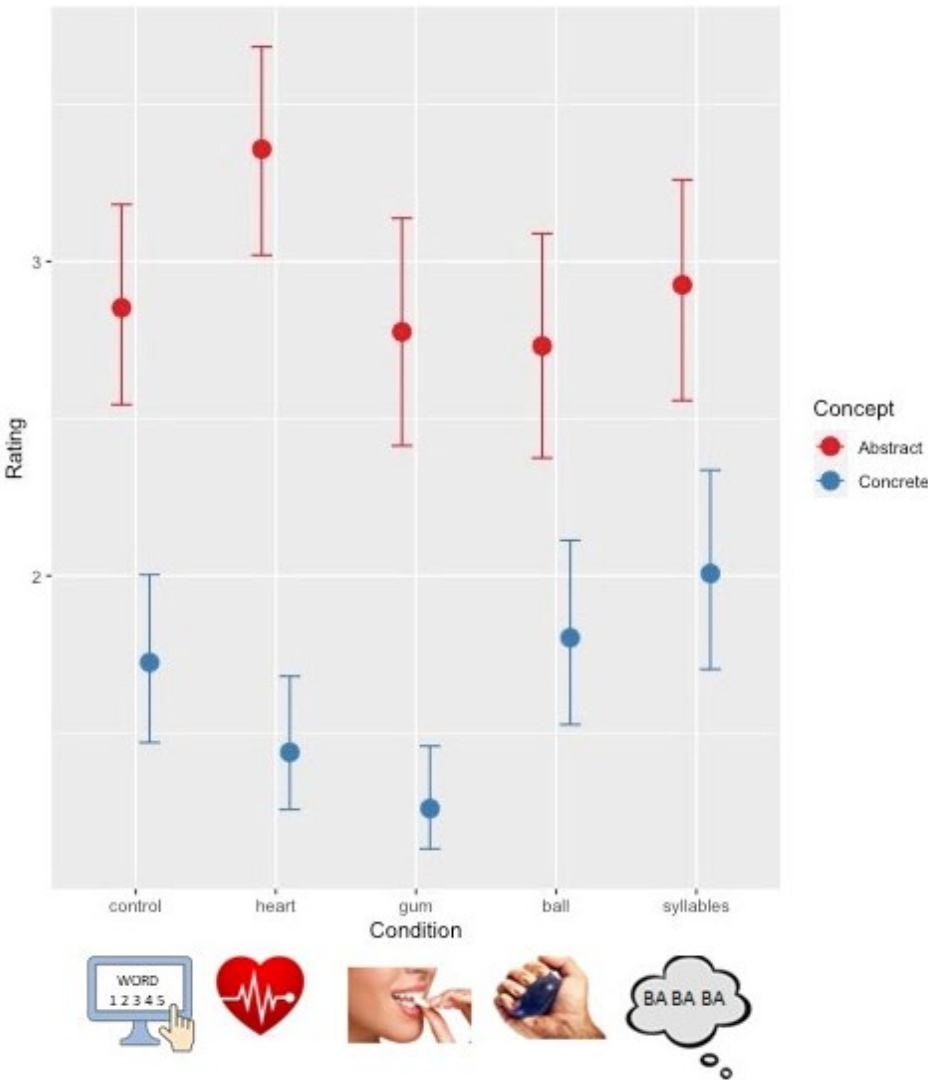 3
2
Rating
control heart gum ball syllables
Condition
Concept
Abstract
Concrete
WORD
1 2 3 4 5
BA BA BA